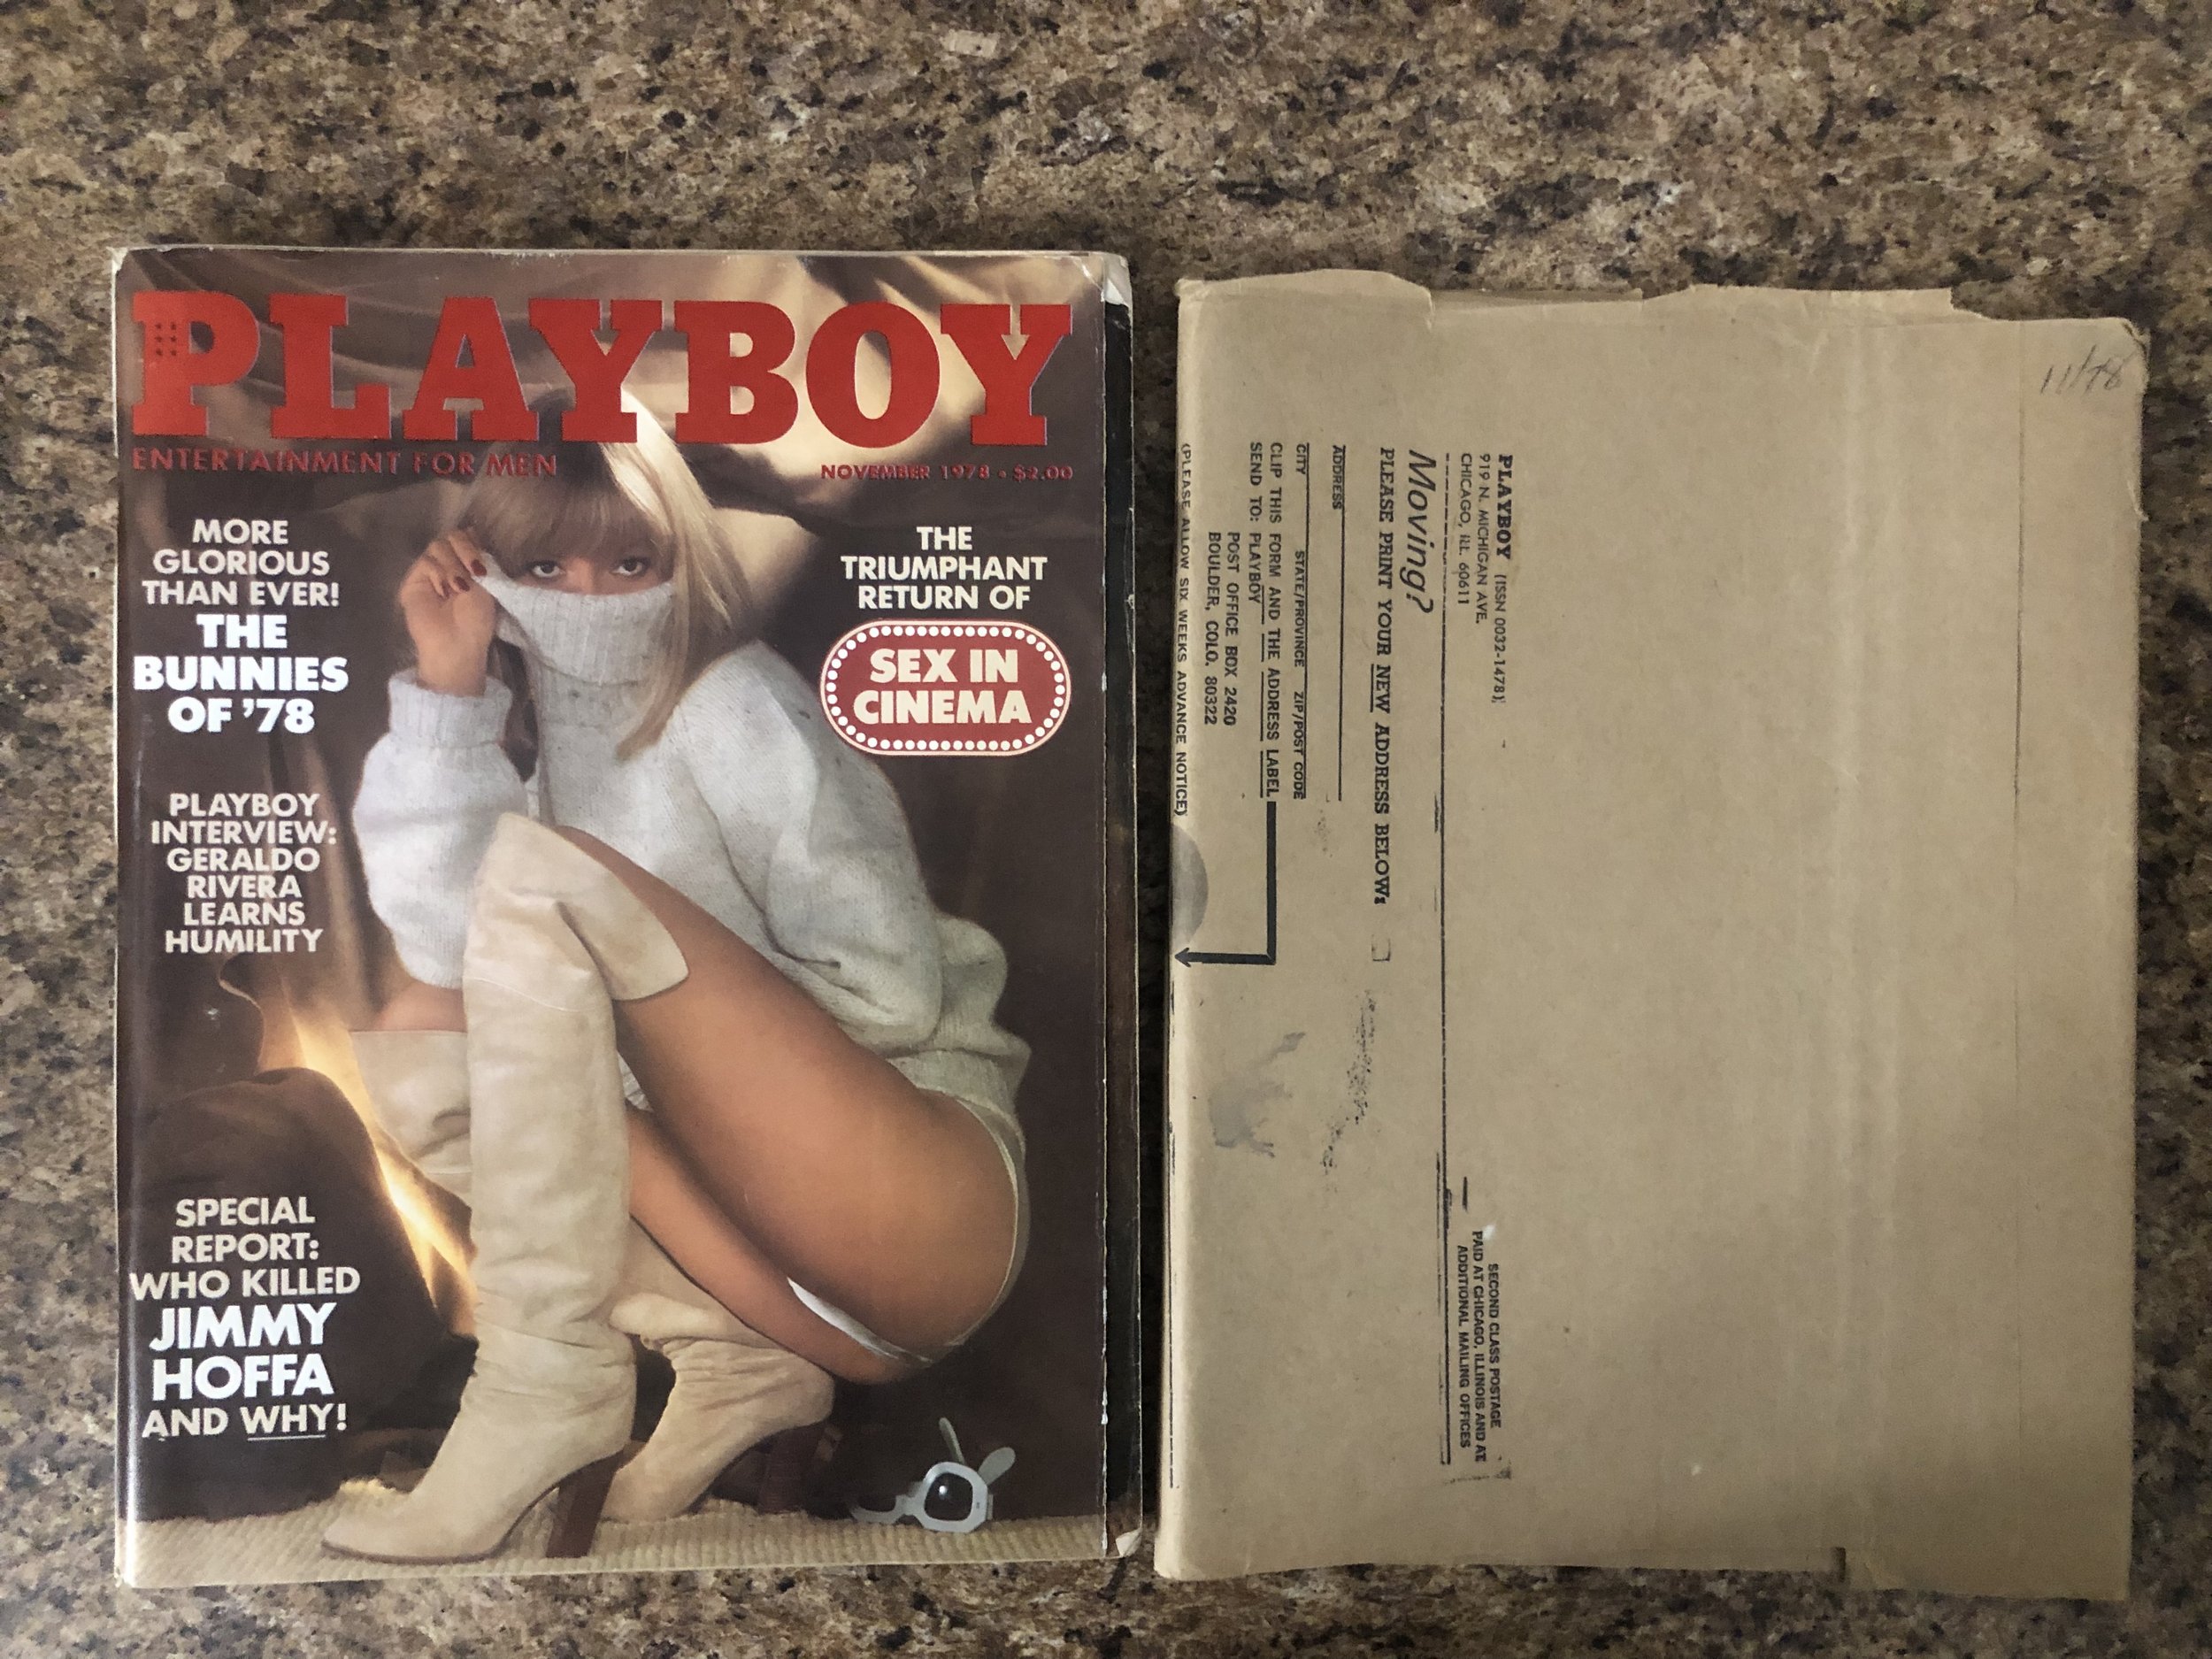 PLAYBOY
ENTERTAINMENT FOR MEN
NOVEMBER 1978 • $2.00
MORE
GLORIOUS
THAN EVER!
THE
BUNNIES
OF '78
PLAYBOY
INTERVIEW:
GERALDO
RIVERA
LEARNS
HUMILITY
SPECIAL
REPORT:
WHO KILLED
JIMMY
HOFFA
AND WHY!
THE
TRIUMPHANT
RETURN OF
SEX IN
CINEMA
11/78
PLAYBOY (ISSN 0032-1478),
919 N. MICHIGAN AVE.
CHICAGO, ILL. 60611
SECOND CLASS POSTAGE
PAID AT CHICAGO, ILLINOIS AND AT
ADDITIONAL MAILING OFFICES
Moving?
PLEASE PRINT YOUR NEW ADDRESS BELOW:
ADDRESS
CITY STATE/PROVINCE ZIP/POST CODE
CLIP THIS FORM AND THE ADDRESS LABEL
SEND TO: PLAYBOY
POST OFFICE BOX 2420
BOULDER, COLO. 80322
(PLEASE ALLOW SIX WEEKS ADVANCE NOTICE)